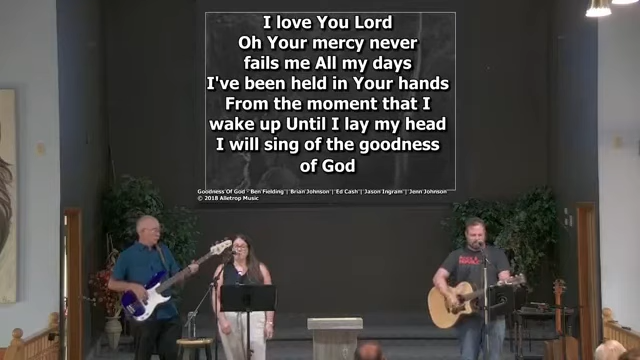 I love You Lord
Oh Your mercy never
fails me All my days
I've been held in Your hands
From the moment that I
wake up Until I lay my head
I will sing of the goodness
of God
Goodness Of God - Ben Fielding | Brian Johnson | Ed Cash | Jason Ingram | Jenn Johnson
© 2018 Alletrop Music